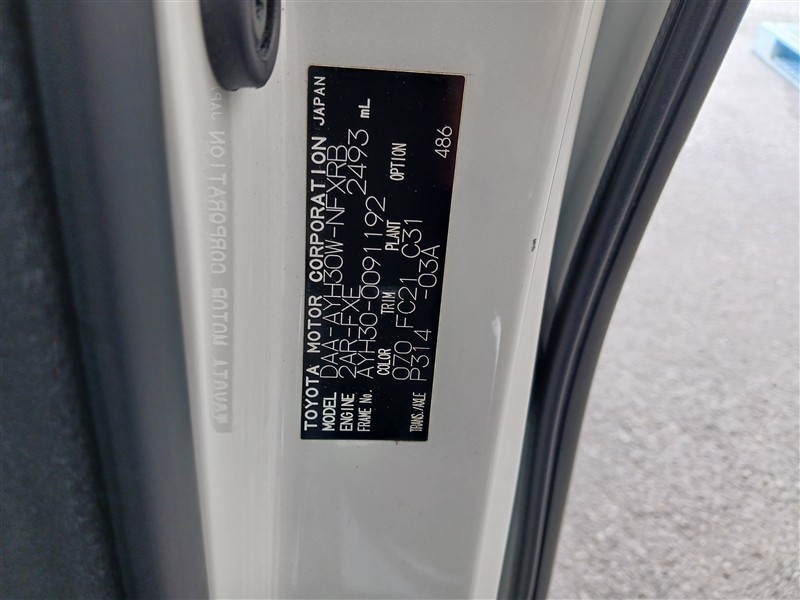 TOYOTA MOTOR CORPORATION JAPAN
MODEL DAA-AYH30W-NFXRB
ENGINE 2AR-FXE 2493 mL
FRAME No. AYH30-0091192
COLOR TRIM PLANT OPTION
070 FC21 C31
TRANS./AXLE P314 -03A 486